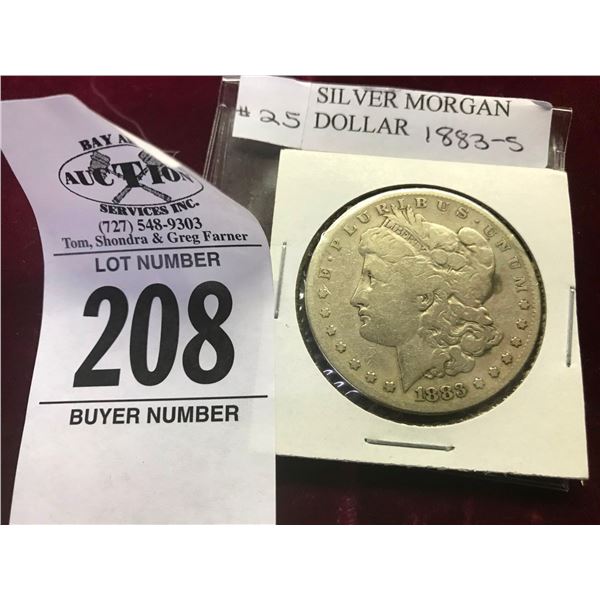 BAY A
AUCTION
SERVICES INC.
(727) 548-9303
Tom, Shondra & Greg Farner
LOT NUMBER
208
BUYER NUMBER
#25
SILVER MORGAN
DOLLAR 1883-S
E·PLURIBUS·UNUM
LIBERTY
1883